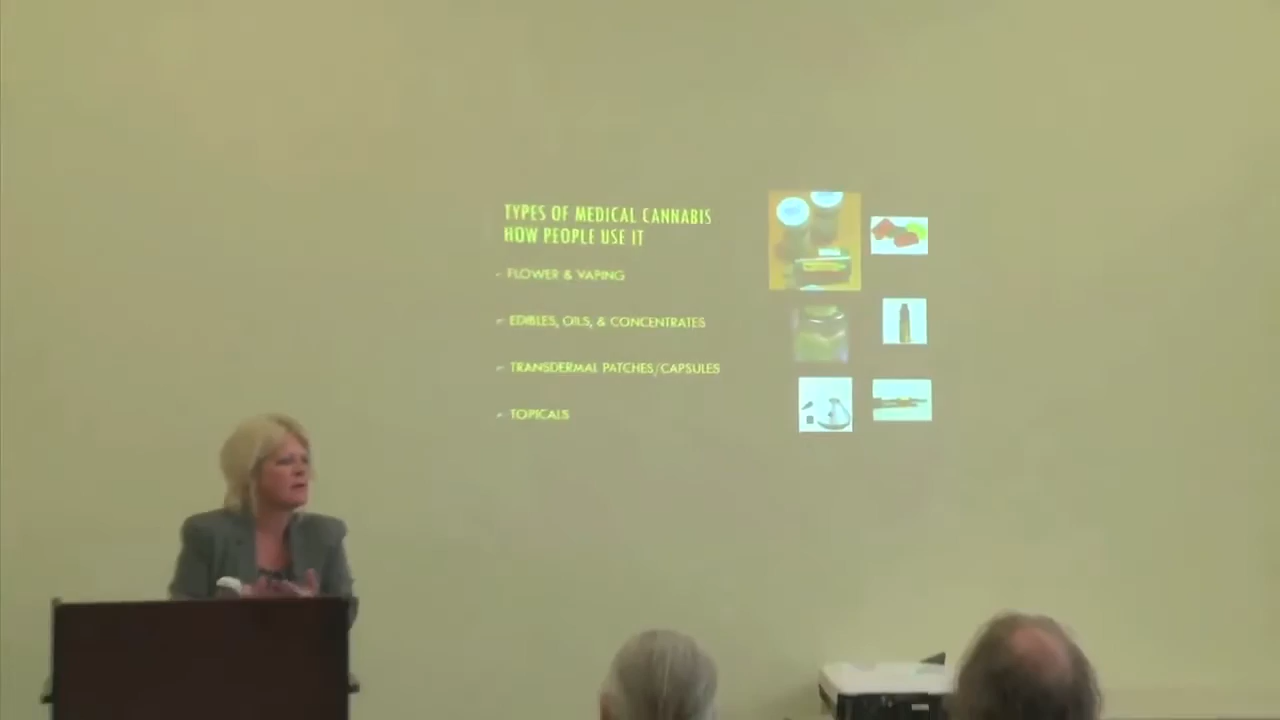 TYPES OF MEDICAL CANNABIS
HOW PEOPLE USE IT
FLOWER & VAPING
EDIBLES, OILS, & CONCENTRATES
TRANSDERMAL PATCHES/CAPSULES
TOPICALS